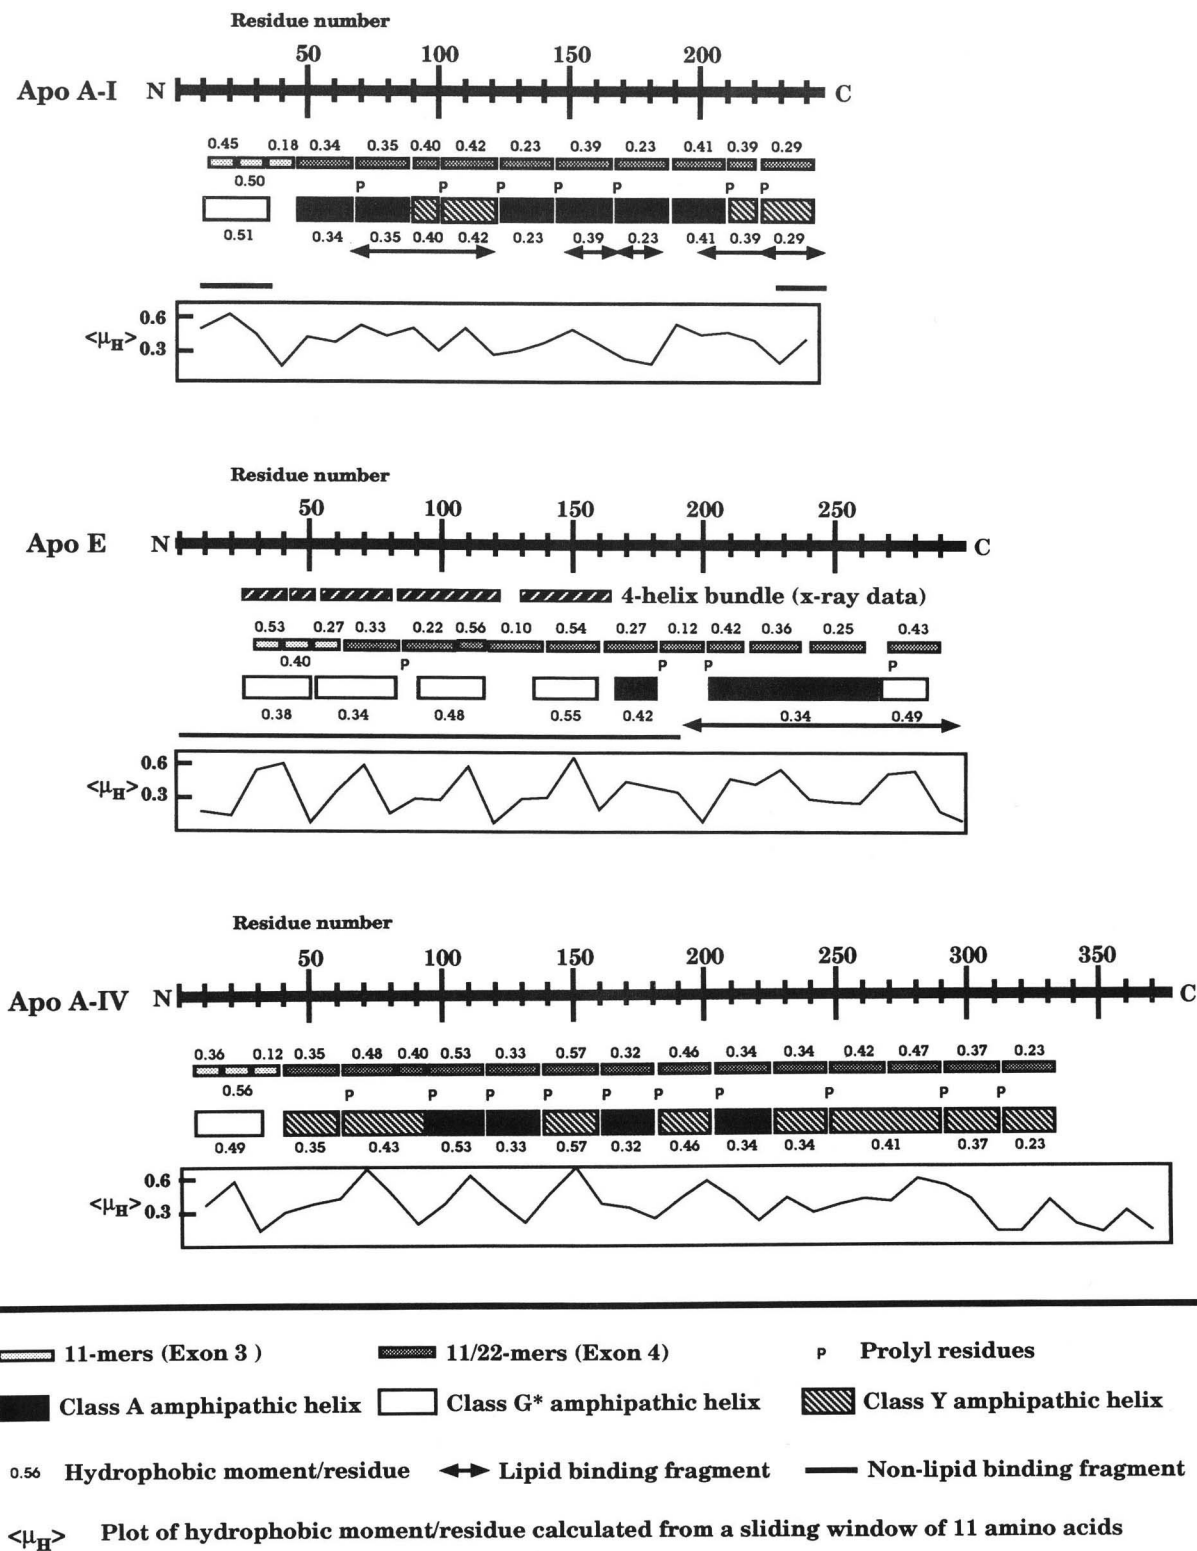 Residue number
50 100 150 200
Apo A-I N C
0.45 0.18 0.34 0.35 0.40 0.42 0.23 0.39 0.23 0.41 0.39 0.29
0.50 P P P P P P P
0.51 0.34 0.35 0.40 0.42 0.23 0.39 0.23 0.41 0.39 0.29
0.6
<μH> 0.3
Residue number
50 100 150 200 250
Apo E N C
4-helix bundle (x-ray data)
0.53 0.27 0.33 0.22 0.56 0.10 0.54 0.27 0.12 0.42 0.36 0.25 0.43
0.40 P P P P
0.38 0.34 0.48 0.55 0.42 0.34 0.49
0.6
<μH> 0.3
Residue number
50 100 150 200 250 300 350
Apo A-IV N C
0.36 0.12 0.35 0.48 0.40 0.53 0.33 0.57 0.32 0.46 0.34 0.34 0.42 0.47 0.37 0.23
0.56 P P P P P P P P P P
0.49 0.35 0.43 0.53 0.33 0.57 0.32 0.46 0.34 0.34 0.41 0.37 0.23
0.6
<μH> 0.3
11-mers (Exon 3 ) 11/22-mers (Exon 4) P Prolyl residues
Class A amphipathic helix Class G* amphipathic helix Class Y amphipathic helix
0.56 Hydrophobic moment/residue Lipid binding fragment Non-lipid binding fragment
<μH> Plot of hydrophobic moment/residue calculated from a sliding window of 11 amino acids